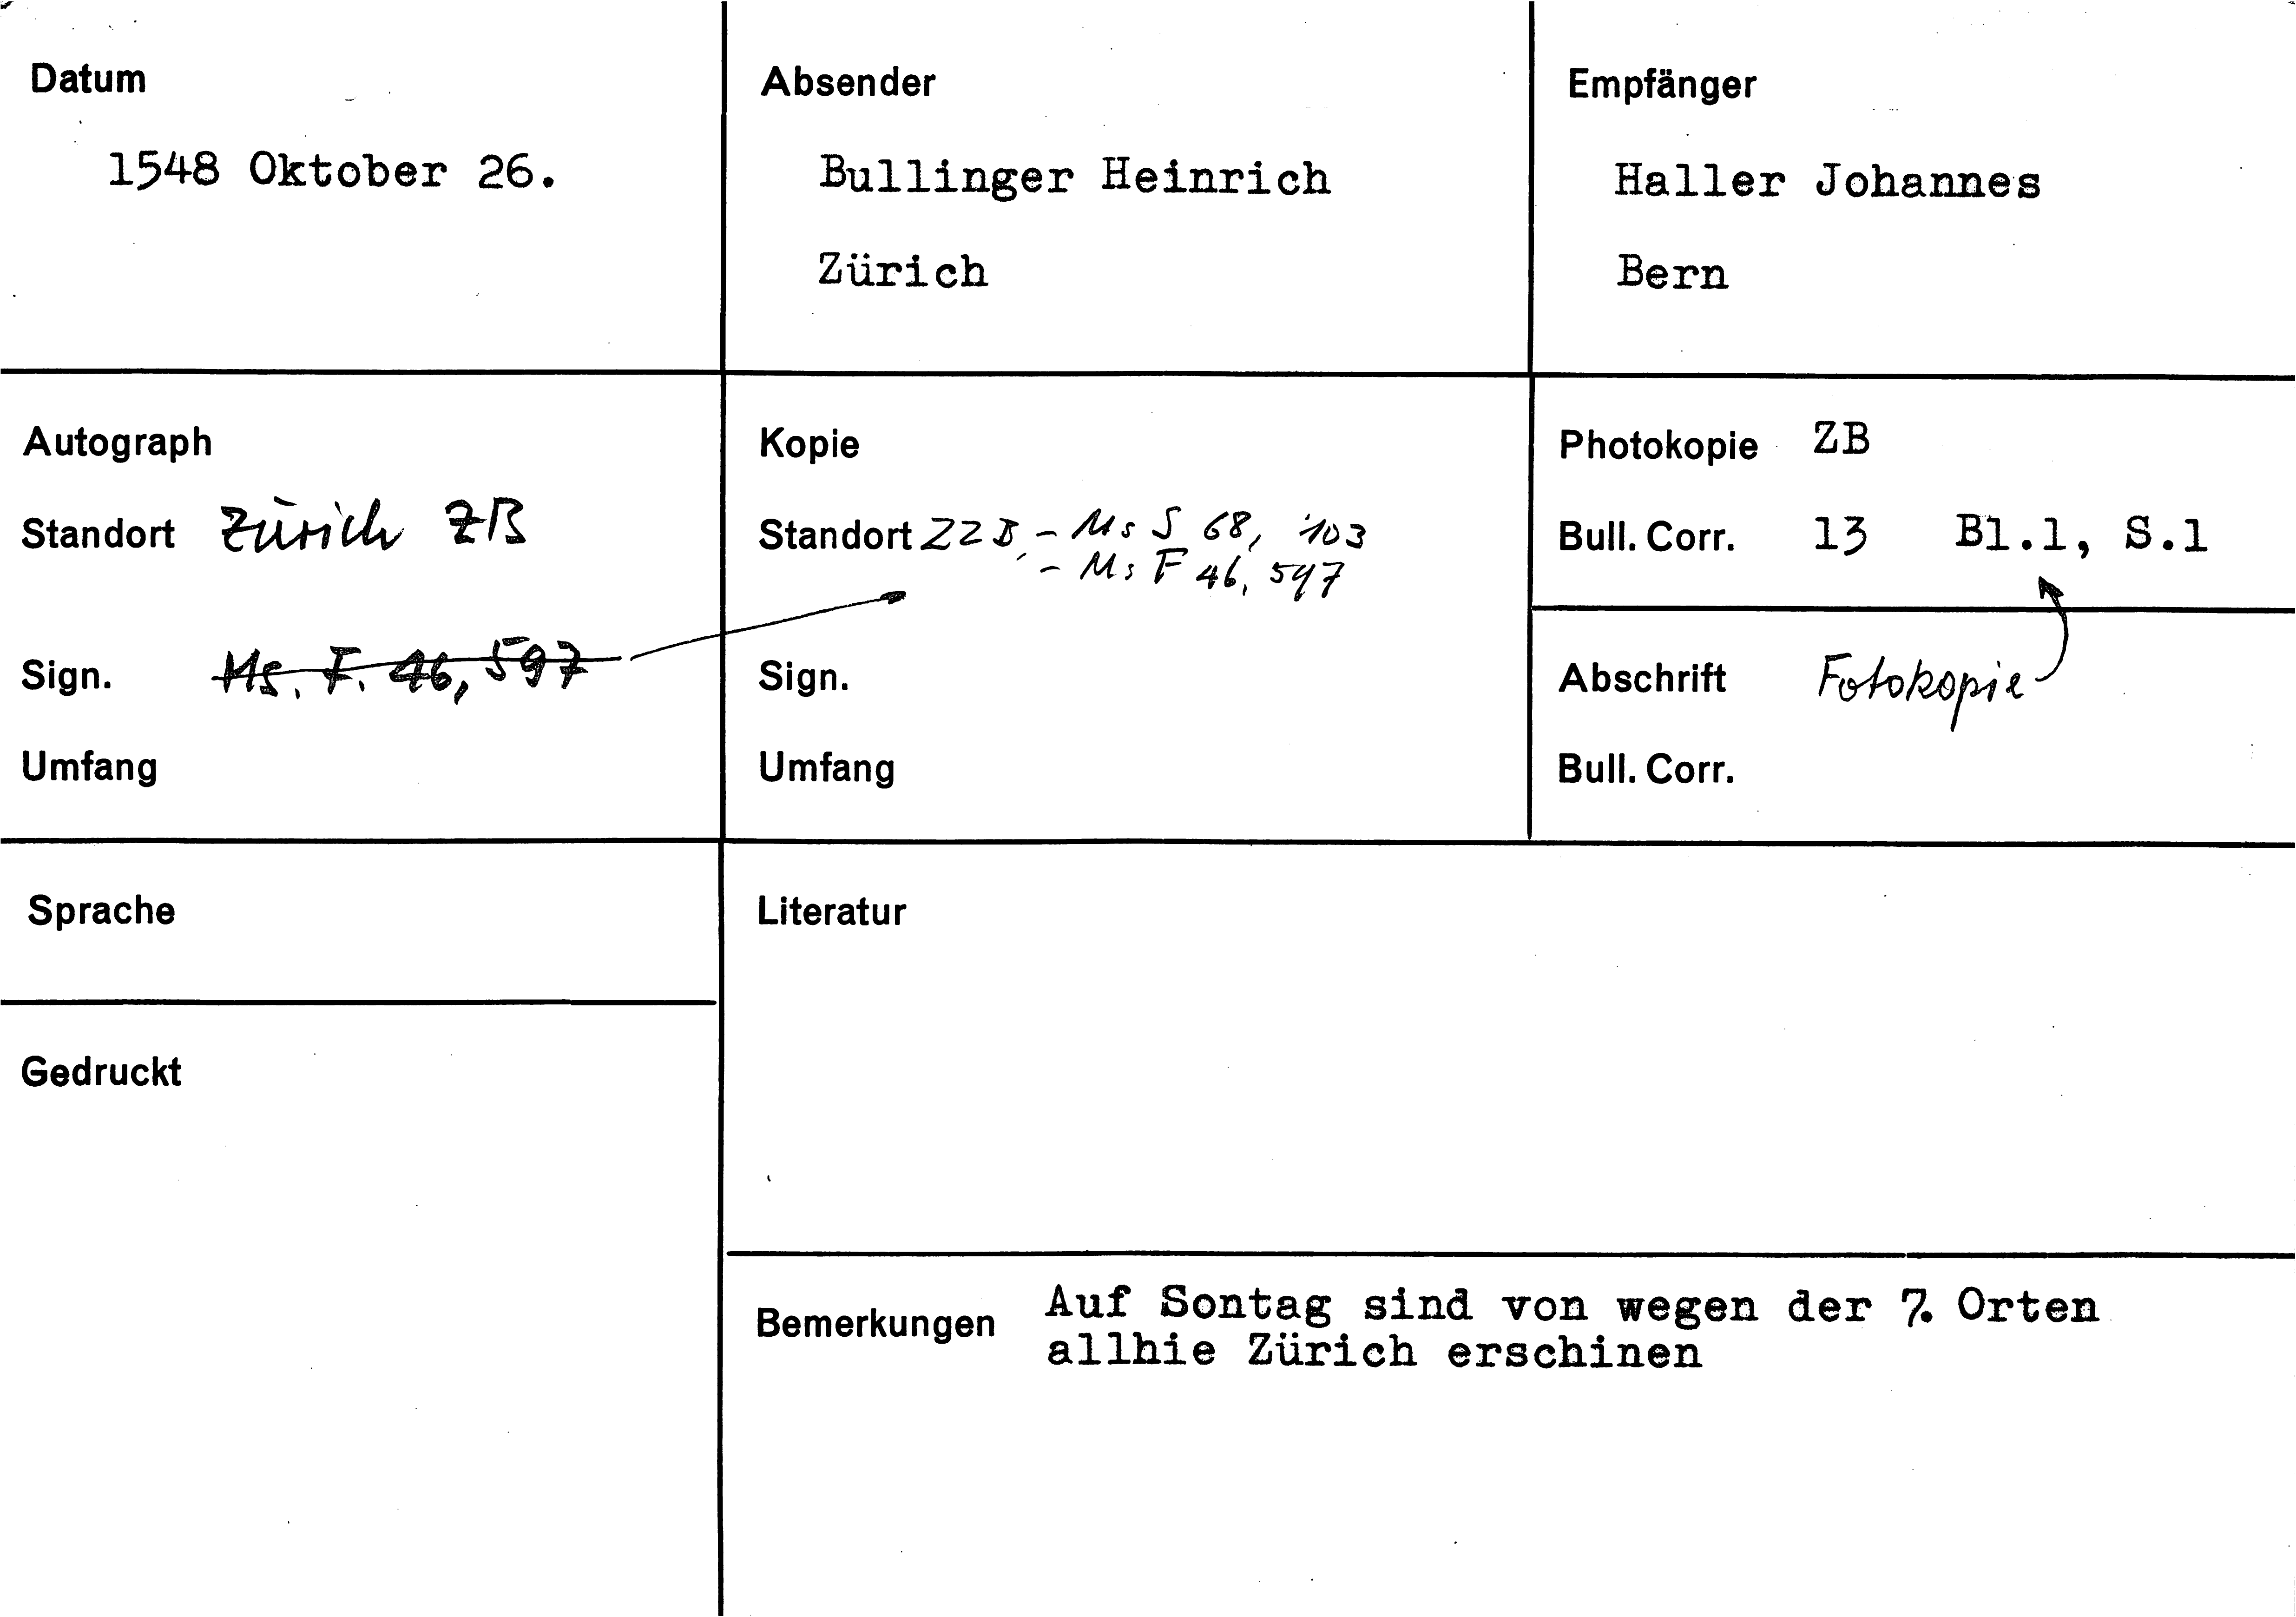 Datum
1548 Oktober 26.
Absender
Bullinger Heinrich
Zürich
Empfänger
Haller Johannes
Bern
Autograph
Standort Zürich ZB
Sign. Ms. F. 46, 597
Umfang
Kopie
Standort ZZB, - Ms S 68, 103
- Ms F 46, 597
Sign.
Umfang
Photokopie ZB
Bull. Corr. 13 Bl.1, S.1
Abschrift Fotokopie
Bull. Corr.
Sprache
Gedruckt
Literatur
Bemerkungen Auf Sontag sind von wegen der 7. Orten
allhie Zürich erschinen